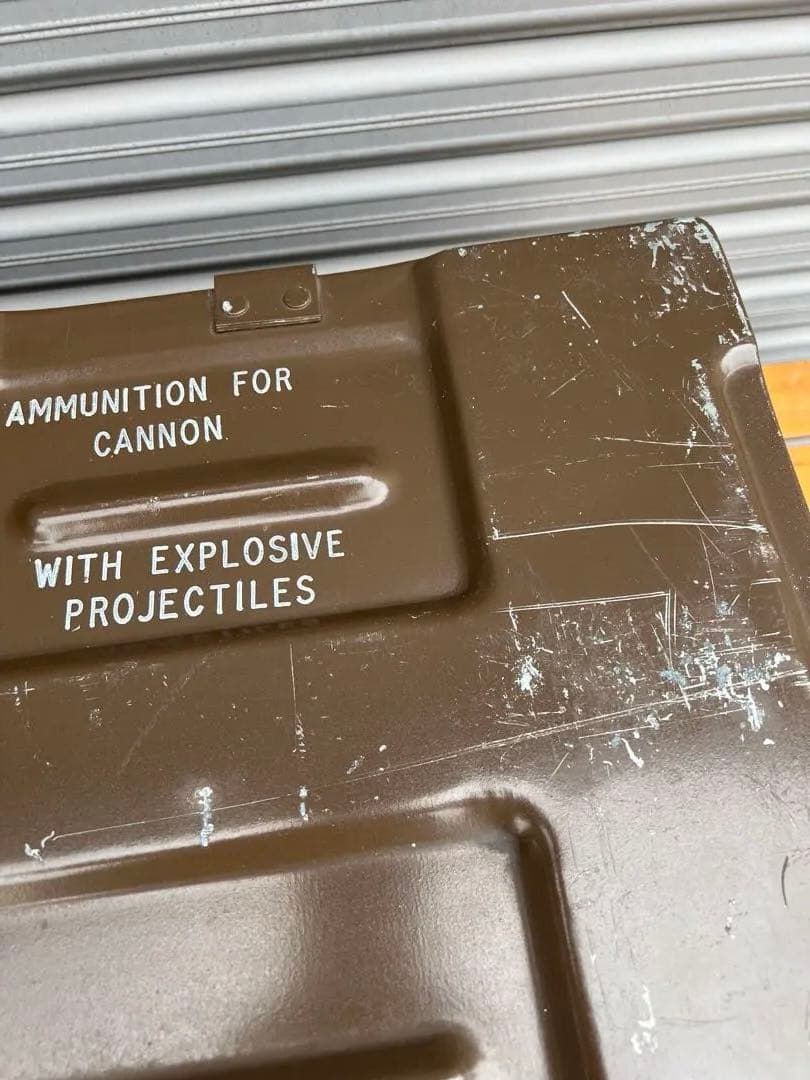 AMMUNITION FOR
CANNON
WITH EXPLOSIVE
PROJECTILES